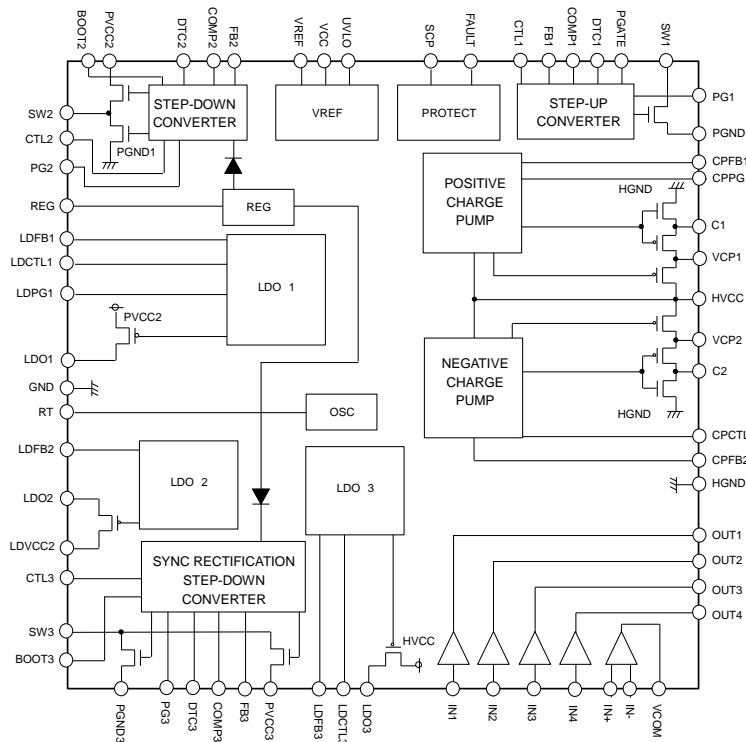 BOOT2
PVCC2
DTC2
COMP2
FB2
VREF
VCC
UVLO
SCP
FAULT
CTL1
FB1
COMP1
DTC1
PGATE
SW1
SW2
CTL2
PG2
REG
LDFB1
LDCTL1
LDPG1
LDO1
GND
RT
LDFB2
LDO2
LDVCC2
CTL3
SW3
BOOT3
STEP-DOWN
CONVERTER
PGND1
VREF
PROTECT
STEP-UP
CONVERTER
REG
LDO 1
PVCC2
POSITIVE
CHARGE
PUMP
HGND
NEGATIVE
CHARGE
PUMP
HGND
OSC
LDO 2
LDO 3
SYNC RECTIFICATION
STEP-DOWN
CONVERTER
HVCC
PG1
PGND
CPFB1
CPPG
C1
VCP1
HVCC
VCP2
C2
CPCTL
CPFB2
HGND
OUT1
OUT2
OUT3
OUT4
PGND3
PG3
DTC3
COMP3
FB3
PVCC3
LDFB3
LDCTL3
LDO3
IN1
IN2
IN3
IN4
IN+
IN-
VCOM